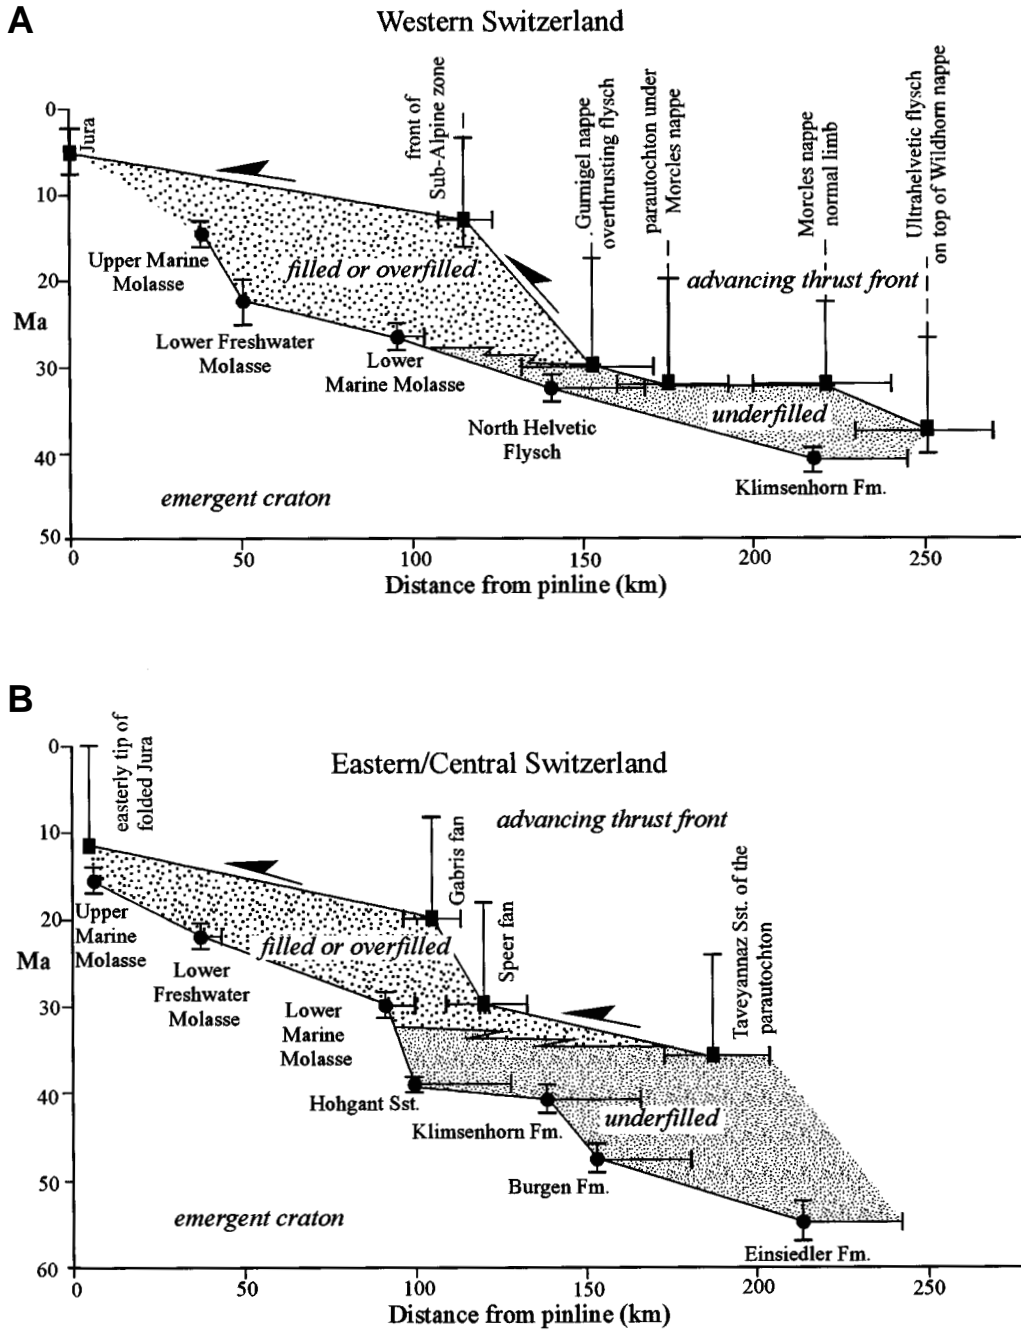 A
Western Switzerland
Jura
front of
Sub-Alpine zone
Gurnigel nappe
overthrusting flysch
parautochton under
Morcles nappe
Morcles nappe
normal limb
Ultrahelvetic flysch
on top of Wildhorn nappe
0
10
20
30
40
50
Ma
Upper Marine
Molasse
filled or overfilled
advancing thrust front
Lower Freshwater
Molasse
Lower
Marine Molasse
underfilled
North Helvetic
Flysch
Klimsenhorn Fm.
emergent craton
0
50
100
150
200
250
Distance from pinline (km)
B
easterly tip of
folded Jura
Eastern/Central Switzerland
advancing thrust front
Gabris fan
Speer fan
Taveyannaz Sst. of the
parautochton
0
10
20
30
40
50
60
Ma
Upper
Marine
Molasse
filled or overfilled
Lower
Freshwater
Molasse
Lower
Marine
Molasse
Hohgant Sst.
Klimsenhorn Fm.
underfilled
Burgen Fm.
emergent craton
Einsiedler Fm.
0
50
100
150
200
250
Distance from pinline (km)